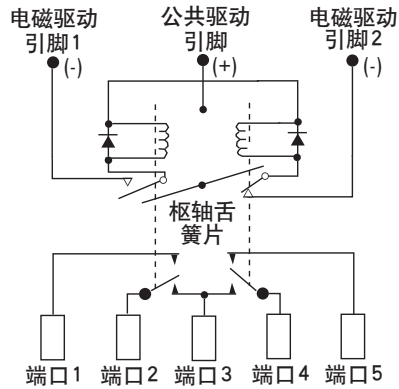 电磁驱动 公共驱动 电磁驱动
引脚1 引脚 引脚2
(-) (+) (-)
枢轴舌
簧片
端口1 端口2 端口3 端口4 端口5